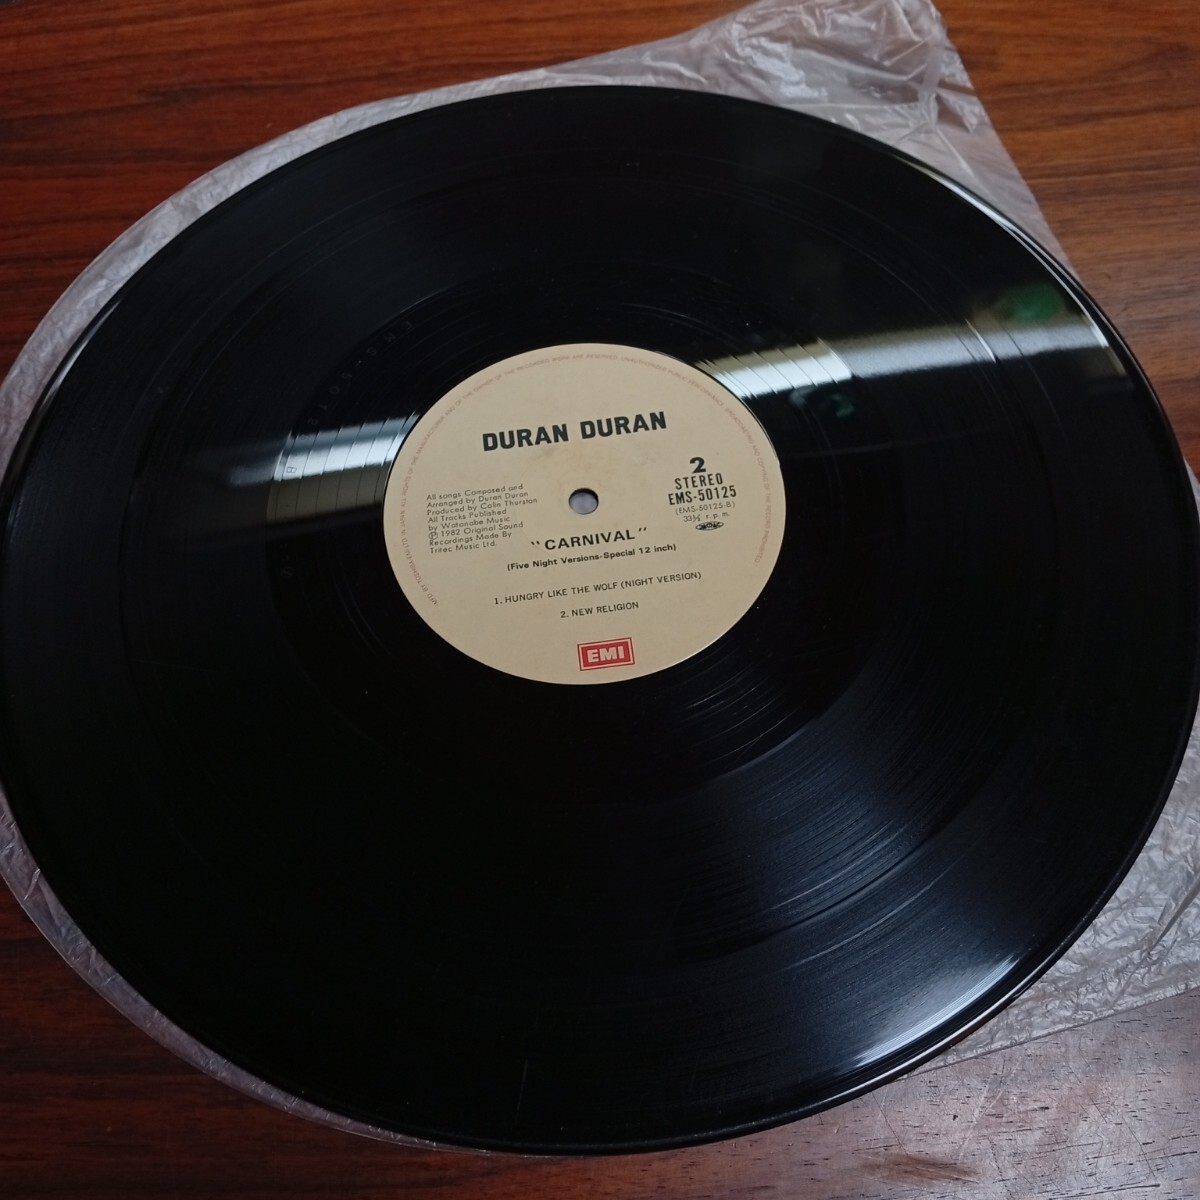 DURAN DURAN
2
STEREO
EMS-50125
(EMS-50125-B)
33⅓ r.p.m.
All songs Composed and
Arranged by Duran Duran
Produced by Colin Thurston
All Tracks Published
by Watanabe Music
Ⓟ 1982 Original Sound
Recordings Made By
Tritec Music Ltd.
"CARNIVAL"
(Five Night Versions-Special 12 inch)
1. HUNGRY LIKE THE WOLF (NIGHT VERSION)
2. NEW RELIGION
EMI